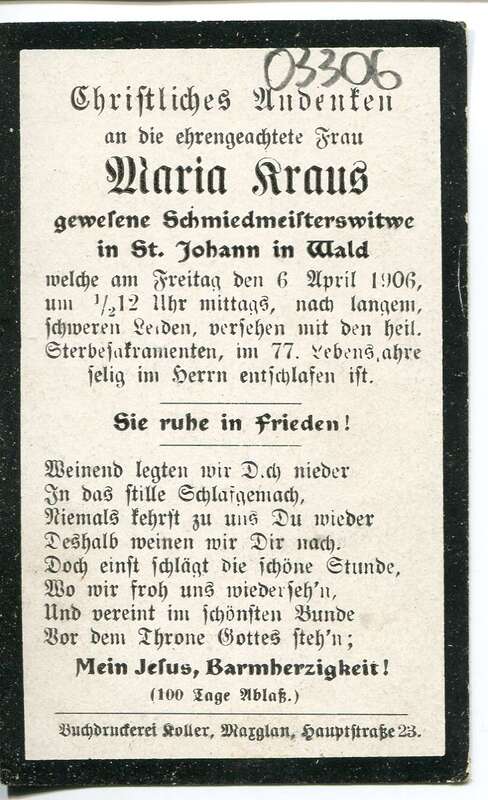 03306
Christliches Andenken
an die ehrengeachtete Frau
Maria Kraus
gewesene Schmiedmeisterswitwe
in St. Johann in Wald
welche am Freitag den 6 April 1906,
um 1/2 12 Uhr mittags, nach langem,
schweren Leiden, versehen mit den heil.
Sterbesakramenten, im 77. Lebens,ahre
selig im Herrn entschlafen ist.
Sie ruhe in Frieden!
Weinend legten wir D.ch nieder
In das stille Schlafgemach,
Niemals kehrst zu uns Du wieder
Deshalb weinen wir Dir nach.
Doch einst schlägt die schöne Stunde,
Wo wir froh uns wiederseh'n,
Und vereint im schönsten Bunde
Vor dem Throne Gottes steh'n;
Mein Jesus, Barmherzigkeit!
(100 Tage Ablaß.)
Buchdruckerei Koller, Maxglan, Hauptstraße 23.